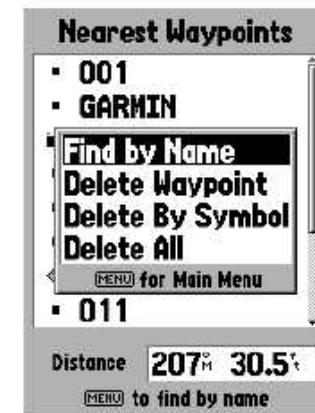 Nearest Waypoints
001
GARMIN
Find by Name
Delete Waypoint
Delete By Symbol
Delete All
MENU for Main Menu
011
Distance 207°M 30.5ft
MENU to find by name